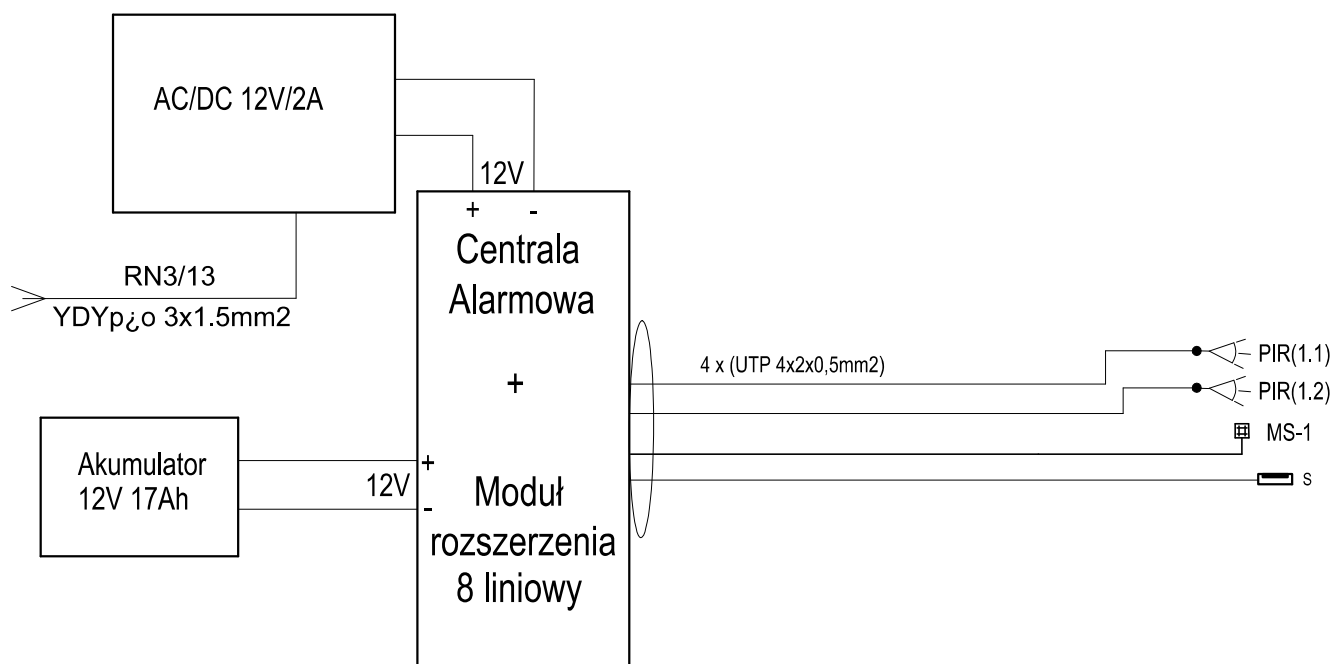 AC/DC 12V/2A
12V
+ -
Centrala
Alarmowa
+
Moduł
rozszerzenia
8 liniowy
RN3/13
YDYp¿o 3x1.5mm2
Akumulator
12V 17Ah
12V
+
-
4 x (UTP 4x2x0,5mm2)
PIR(1.1)
PIR(1.2)
MS-1
S